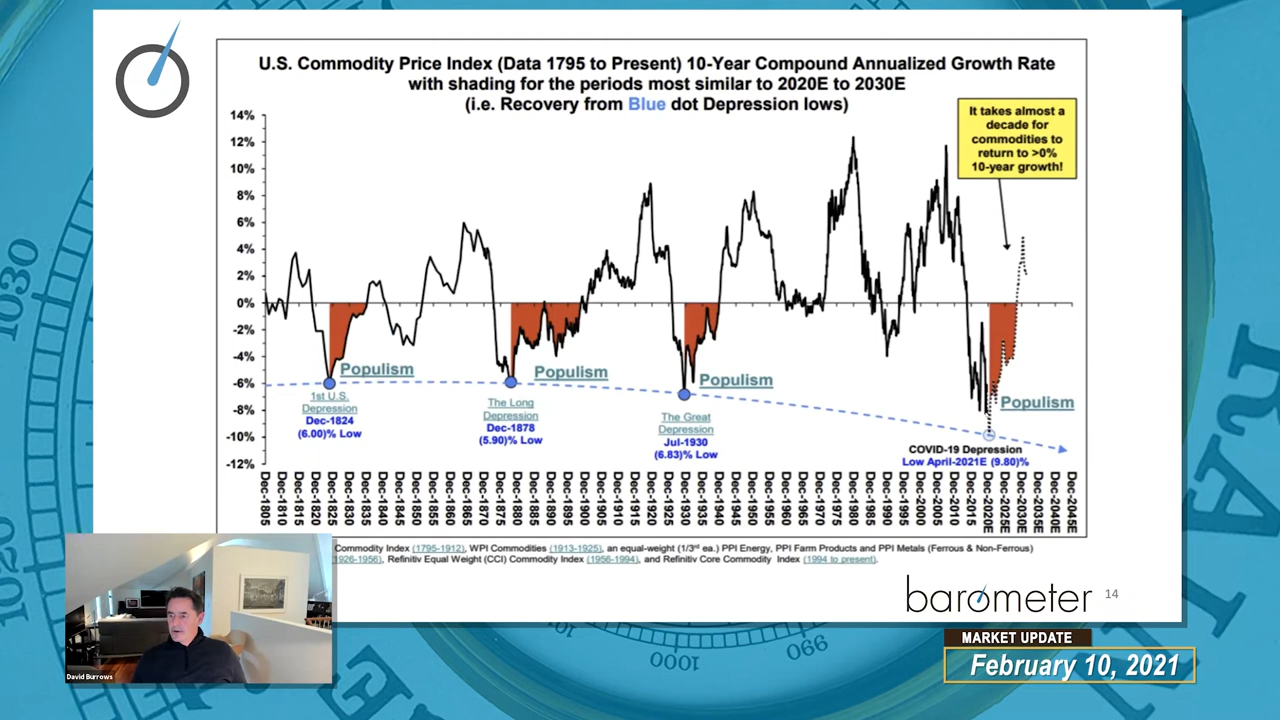 U.S. Commodity Price Index (Data 1795 to Present) 10-Year Compound Annualized Growth Rate
with shading for the periods most similar to 2020E to 2030E
(i.e. Recovery from Blue dot Depression lows)
It takes almost a
decade for
commodities to
return to >0%
10-year growth!
14%
12%
10%
8%
6%
4%
2%
0%
-2%
-4%
-6%
-8%
-10%
-12%
Populism
Populism
Populism
Populism
1st U.S.
Depression
Dec-1824
(6.00)% Low
The Long
Depression
Dec-1878
(5.90)% Low
The Great
Depression
Jul-1930
(6.83)% Low
COVID-19 Depression
Low April-2021E (9.80)%
Dec-1805
Dec-1810
Dec-1815
Dec-1820
Dec-1825
Dec-1830
Dec-1835
Dec-1840
Dec-1845
Dec-1850
Dec-1855
Dec-1860
Dec-1865
Dec-1870
Dec-1875
Dec-1880
Dec-1885
Dec-1890
Dec-1895
Dec-1900
Dec-1905
Dec-1910
Dec-1915
Dec-1920
Dec-1925
Dec-1930
Dec-1935
Dec-1940
Dec-1945
Dec-1950
Dec-1955
Dec-1960
Dec-1965
Dec-1970
Dec-1975
Dec-1980
Dec-1985
Dec-1990
Dec-1995
Dec-2000
Dec-2005
Dec-2010
Dec-2015
Dec-2020E
Dec-2025E
Dec-2030E
Dec-2035E
Dec-2040E
Dec-2045E
Commodity Index (1795-1912), WPI Commodities (1913-1925), an equal-weight (1/3rd ea.) PPI Energy, PPI Farm Products and PPI Metals (Ferrous & Non-Ferrous)
1926-1956), Refinitiv Equal Weight (CCI) Commodity Index (1956-1994), and Refinitiv Core Commodity Index (1994 to present).
barometer
14
David Burrows
MARKET UPDATE
February 10, 2021
1030
1020
1010
1000
990